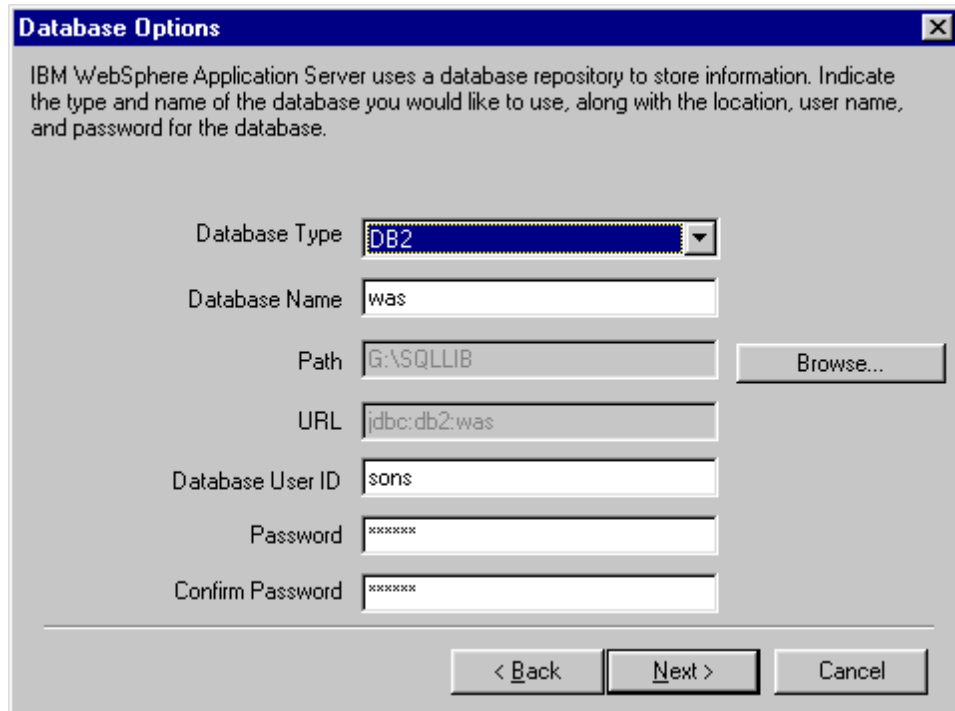 Database Options
IBM WebSphere Application Server uses a database repository to store information. Indicate
the type and name of the database you would like to use, along with the location, user name,
and password for the database.
Database Type DB2
Database Name was
Path G:\SQLLIB Browse...
URL jdbc:db2:was
Database User ID sons
Password ******
Confirm Password ******
< Back Next > Cancel